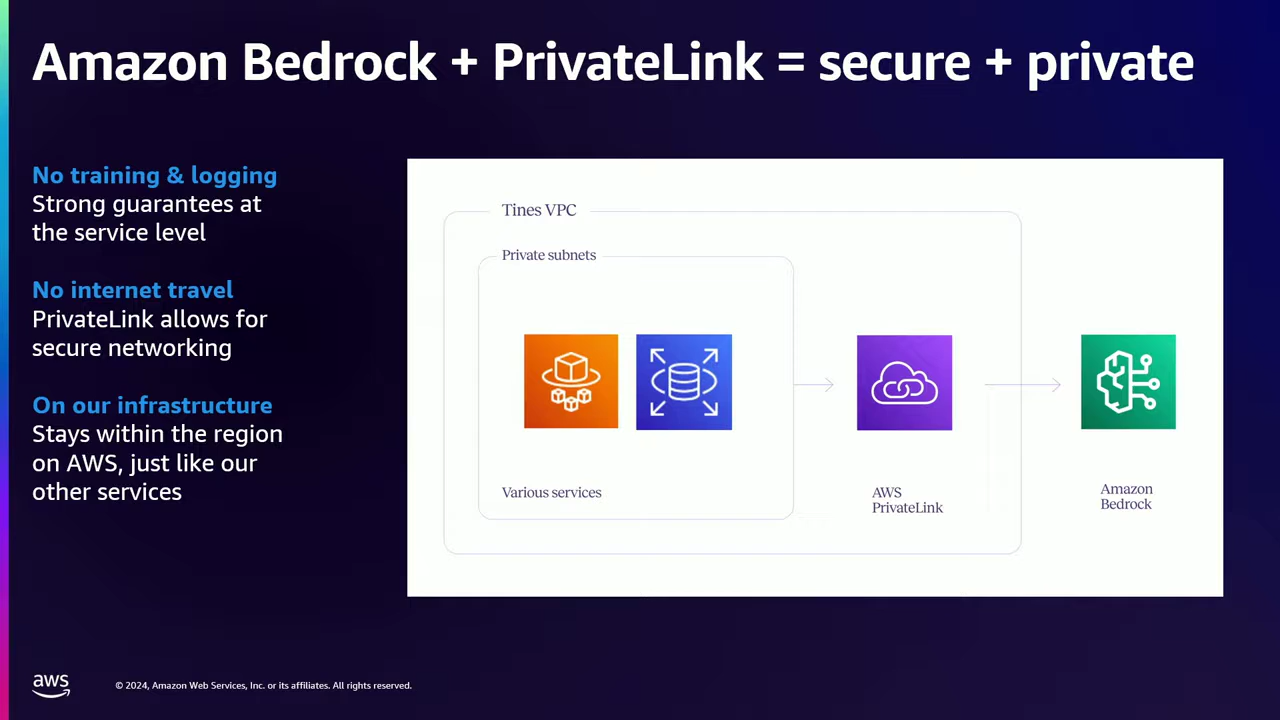 Amazon Bedrock + PrivateLink = secure + private
No training & logging
Strong guarantees at
the service level
No internet travel
PrivateLink allows for
secure networking
On our infrastructure
Stays within the region
on AWS, just like our
other services
Tines VPC
Private subnets
Various services
AWS
PrivateLink
Amazon
Bedrock
aws
© 2024, Amazon Web Services, Inc. or its affiliates. All rights reserved.